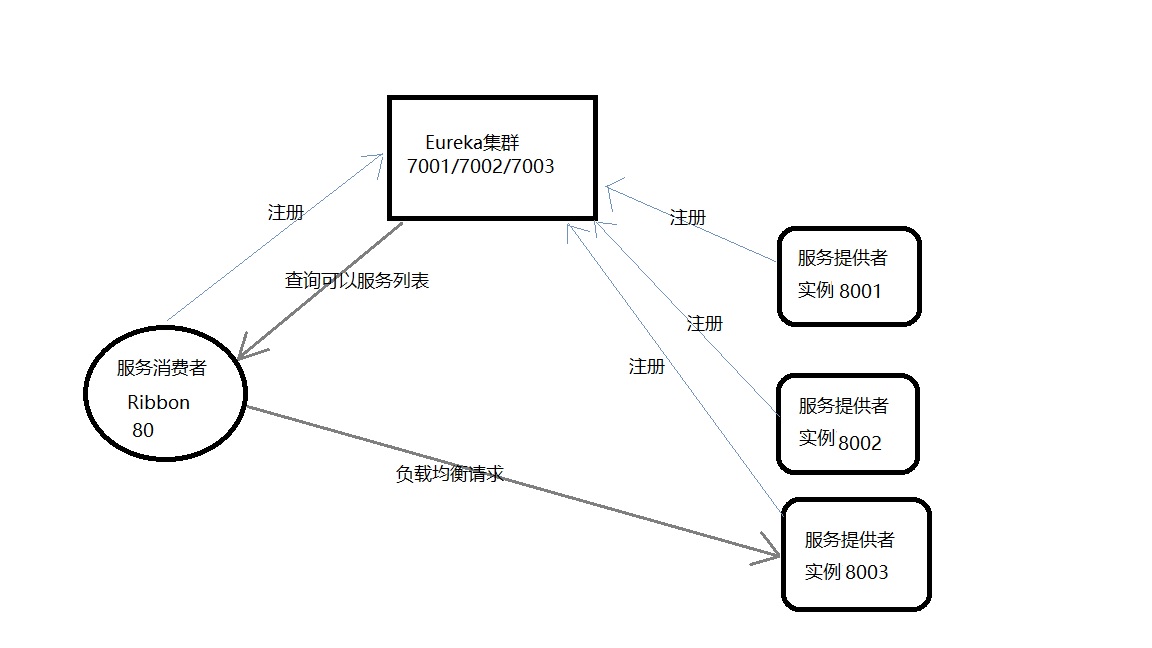 Eureka集群
7001/7002/7003
注册
注册
查询可以服务列表
服务提供者
实例 8001
注册
注册
服务消费者
Ribbon
80
服务提供者
实例 8002
负载均衡请求
服务提供者
实例 8003